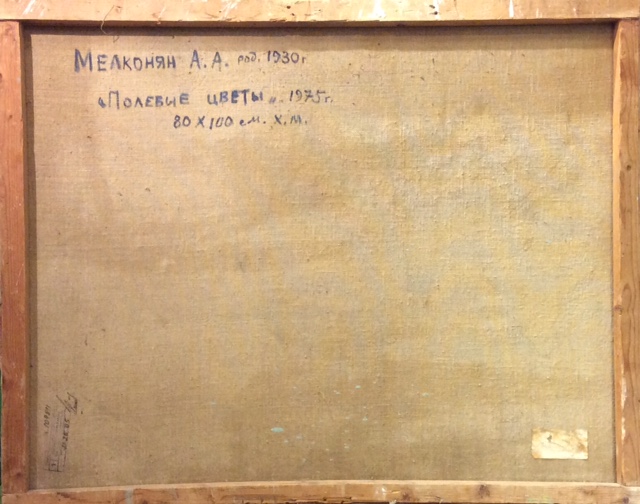 МЕЛКОНЯН А.А. род. 1930г
"ПОЛЕВЫЕ ЦВЕТЫ" 1975г.
80 X 100 см. Х.М.